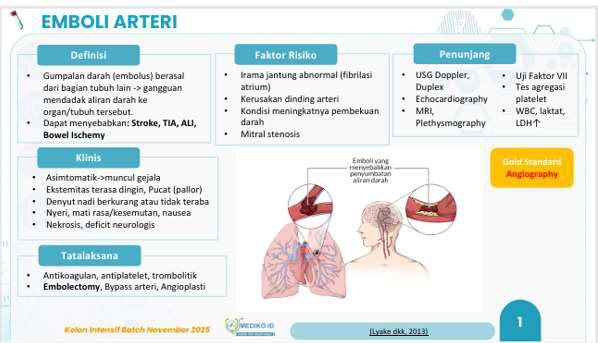 EMBOLI ARTERI
Definisi
• Gumpalan darah (embolus) berasal
dari bagian tubuh lain -> gangguan
mendadak aliran darah ke
organ/tubuh tersebut.
• Dapat menyebabkan: Stroke, TIA, ALI,
Bowel Ischemy
Faktor Risiko
• Irama jantung abnormal (fibrilasi
atrium)
• Kerusakan dinding arteri
• Kondisi meningkatnya pembekuan
darah
• Mitral stenosis
Penunjang
• USG Doppler,
Duplex
• Echocardiography
• MRI,
Plethysmography
• Uji Faktor VII
• Tes agregasi
platelet
• WBC, laktat,
LDH↑
Klinis
• Asimtomatik->muncul gejala
• Ekstemitas terasa dingin, Pucat (pallor)
• Denyut nadi berkurang atau tidak teraba
• Nyeri, mati rasa/kesemutan, nausea
• Nekrosis, deficit neurologis
Emboli yang
menyebabkan
penyumbatan
aliran darah
Gold Standard
Angiography
Tatalaksana
• Antikoagulan, antiplatelet, trombolitik
• Embolectomy, Bypass arteri, Angioplasti
Kelon Intensif Batch November 2025
MEDIKO.ID
(Lyake dkk, 2013)
1